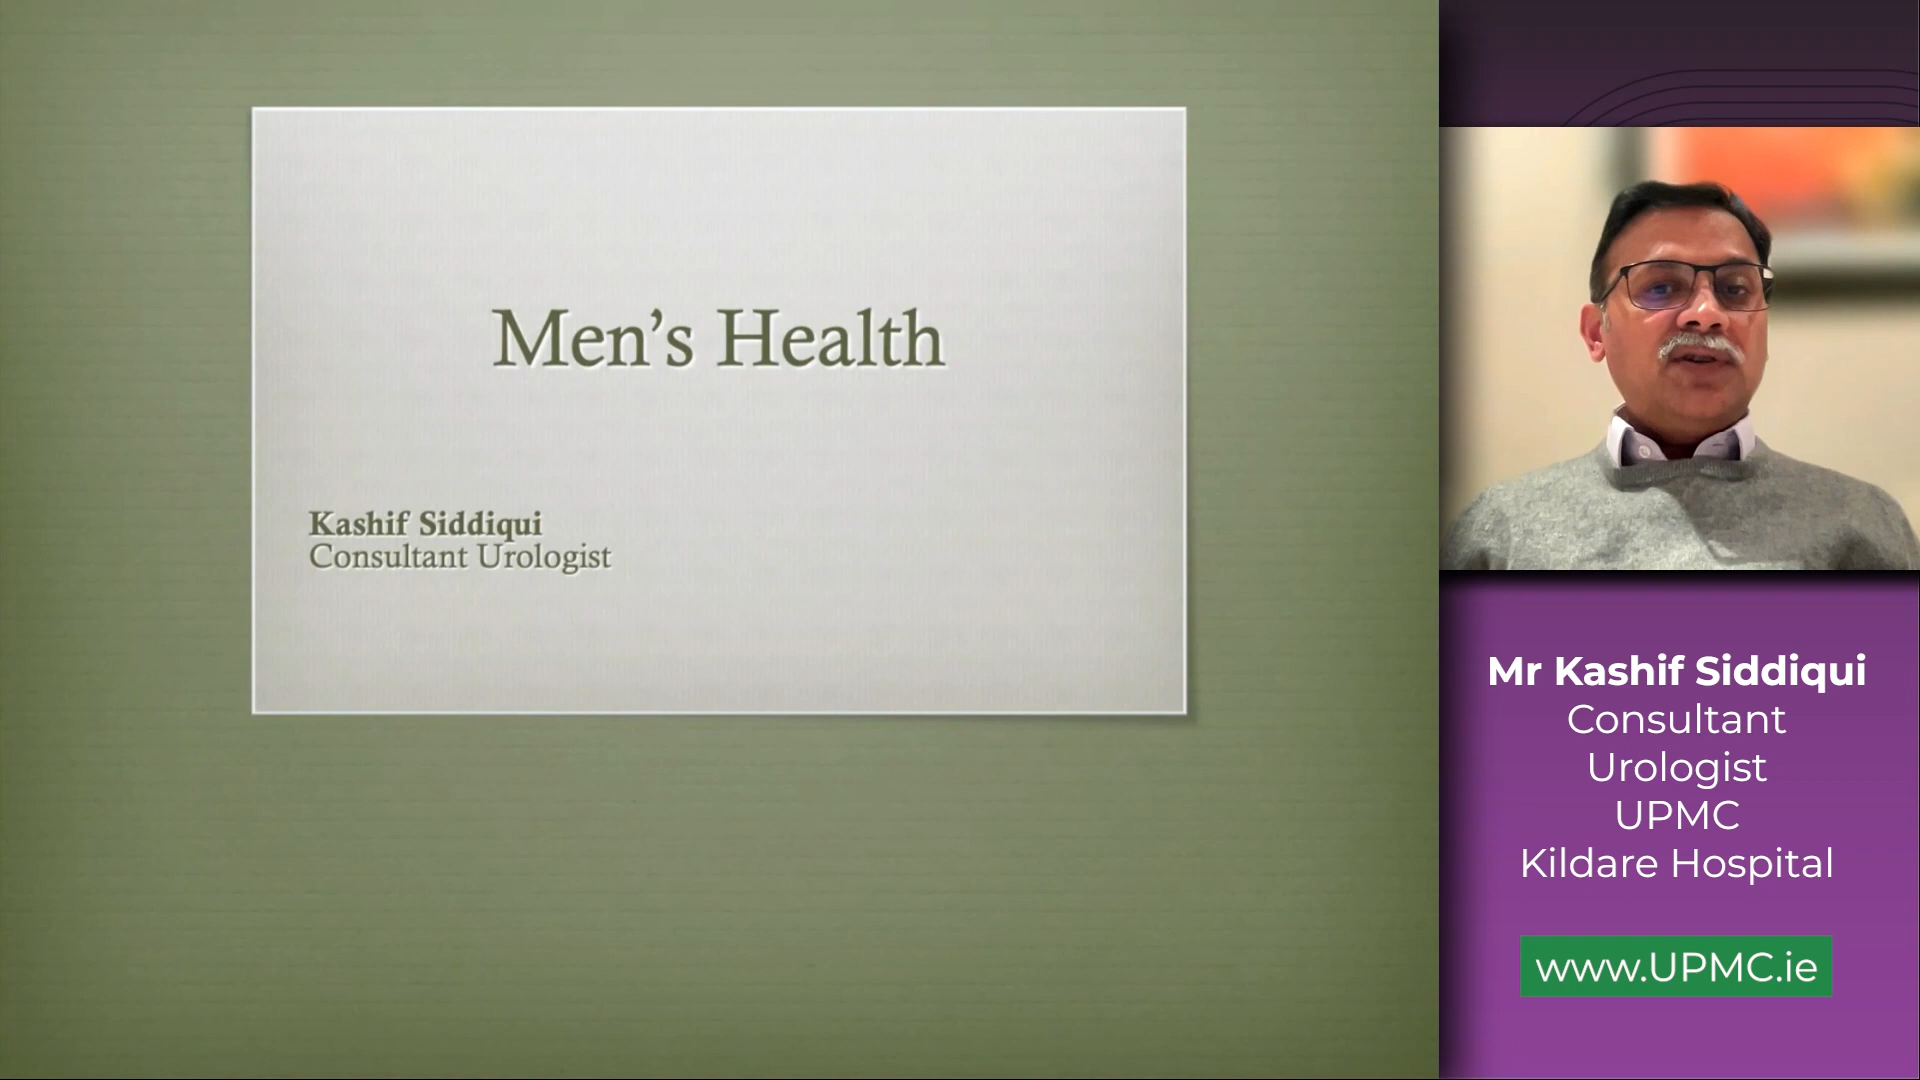 Men’s Health
Kashif Siddiqui
Consultant Urologist
Mr Kashif Siddiqui
Consultant
Urologist
UPMC
Kildare Hospital
www.UPMC.ie